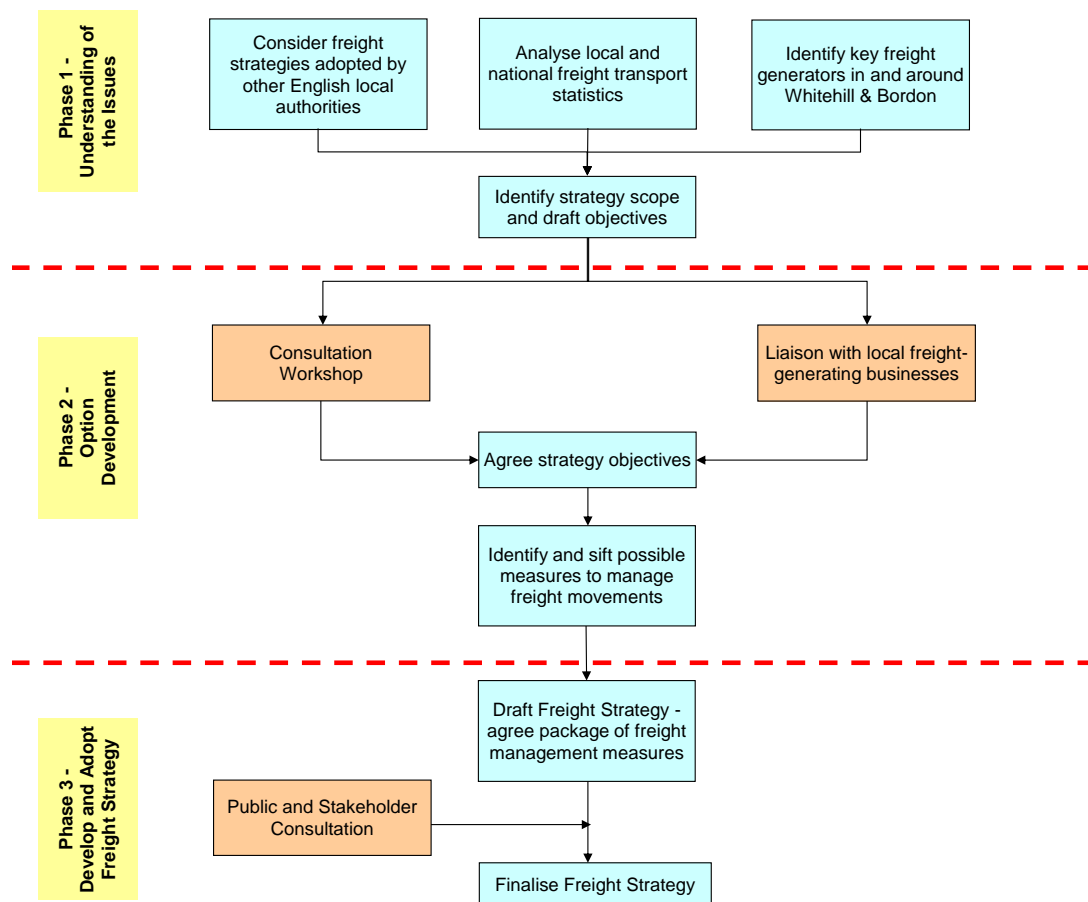 Phase 1 -
Understanding of
the Issues
Consider freight
strategies adopted by
other English local
authorities
Analyse local and
national freight transport
statistics
Identify key freight
generators in and around
Whitehill & Bordon
Identify strategy scope
and draft objectives
Phase 2 -
Option
Development
Consultation
Workshop
Liaison with local freight-
generating businesses
Agree strategy objectives
Identify and sift possible
measures to manage
freight movements
Phase 3 -
Develop and Adopt
Freight Strategy
Draft Freight Strategy -
agree package of freight
management measures
Public and Stakeholder
Consultation
Finalise Freight Strategy